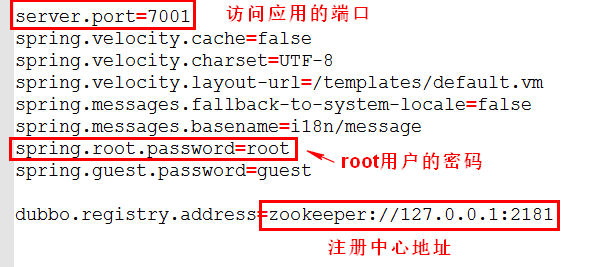 server.port=7001 访问应用的端口
spring.velocity.cache=false
spring.velocity.charset=UTF-8
spring.velocity.layout-url=/templates/default.vm
spring.messages.fallback-to-system-locale=false
spring.messages.basename=i18n/message
spring.root.password=root
root用户的密码
spring.guest.password=guest
dubbo.registry.address=zookeeper://127.0.0.1:2181
注册中心地址